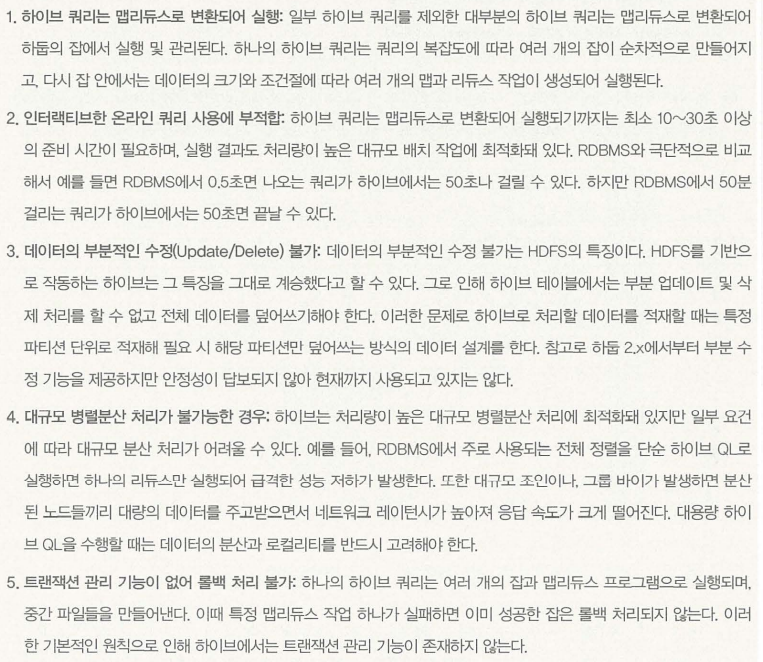 1. 하이브 쿼리는 맵리듀스로 변환되어 실행: 일부 하이브 쿼리를 제외한 대부분의 하이브 쿼리는 맵리듀스로 변환되어
하둡의 잡에서 실행 및 관리된다. 하나의 하이브 쿼리는 쿼리의 복잡도에 따라 여러 개의 잡이 순차적으로 만들어지
고, 다시 잡 안에서는 데이터의 크기와 조건절에 따라 여러 개의 맵과 리듀스 작업이 생성되어 실행된다.
2. 인터랙티브한 온라인 쿼리 사용에 부적합: 하이브 쿼리는 맵리듀스로 변환되어 실행되기까지는 최소 10~30초 이상
의 준비 시간이 필요하며, 실행 결과도 처리량이 높은 대규모 배치 작업에 최적화돼 있다. RDBMS와 극단적으로 비교
해서 예를 들면 RDBMS에서 0.5초면 나오는 쿼리가 하이브에서는 50초나 걸릴 수 있다. 하지만 RDBMS에서 50분
걸리는 쿼리가 하이브에서는 50초면 끝날 수 있다.
3. 데이터의 부분적인 수정(Update/Delete) 불가: 데이터의 부분적인 수정 불가는 HDFS의 특징이다. HDFS를 기반으
로 작동하는 하이브는 그 특징을 그대로 계승했다고 할 수 있다. 그로 인해 하이브 테이블에서는 부분 업데이트 및 삭
제 처리를 할 수 없고 전체 데이터를 덮어쓰기해야 한다. 이러한 문제로 하이브로 처리할 데이터를 적재할 때는 특정
파티션 단위로 적재해 필요 시 해당 파티션만 덮어쓰는 방식의 데이터 설계를 한다. 참고로 하둡 2.x에서부터 부분 수
정 기능을 제공하지만 안정성이 답보되지 않아 현재까지 사용되고 있지는 않다.
4. 대규모 병렬분산 처리가 불가능한 경우: 하이브는 처리량이 높은 대규모 병렬분산 처리에 최적화돼 있지만 일부 요건
에 따라 대규모 분산 처리가 어려울 수 있다. 예를 들어, RDBMS에서 주로 사용되는 전체 정렬을 단순 하이브 QL로
실행하면 하나의 리듀스만 실행되어 급격한 성능 저하가 발생한다. 또한 대규모 조인이나, 그룹 바이가 발생하면 분산
된 노드들끼리 대량의 데이터를 주고받으면서 네트워크 레이턴시가 높아져 응답 속도가 크게 떨어진다. 대용량 하이
브 QL을 수행할 때는 데이터의 분산과 로컬리티를 반드시 고려해야 한다.
5. 트랜잭션 관리 기능이 없어 롤백 처리 불가: 하나의 하이브 쿼리는 여러 개의 잡과 맵리듀스 프로그램으로 실행되며,
중간 파일들을 만들어낸다. 이때 특정 맵리듀스 작업 하나가 실패하면 이미 성공한 잡은 롤백 처리되지 않는다. 이러
한 기본적인 원칙으로 인해 하이브에서는 트랜잭션 관리 기능이 존재하지 않는다.